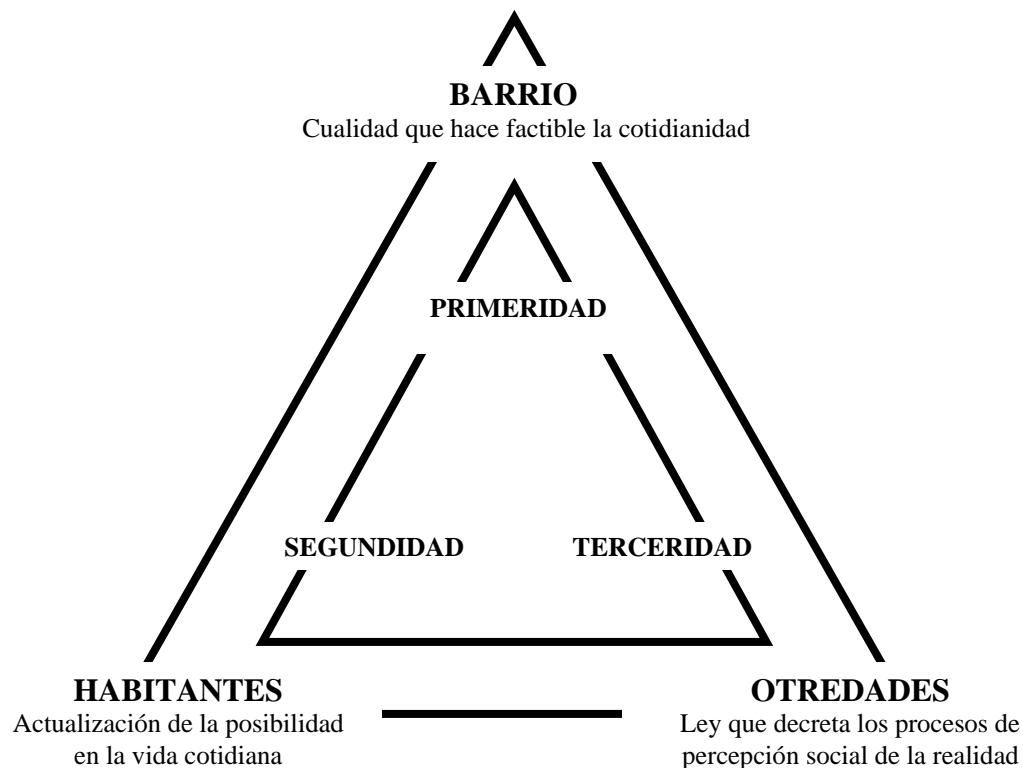 BARRIO
Cualidad que hace factible la cotidianidad
PRIMERIDAD
SEGUNDIDAD
TERCERIDAD
HABITANTES
Actualización de la posibilidad
en la vida cotidiana
OTREDADES
Ley que decreta los procesos de
percepción social de la realidad